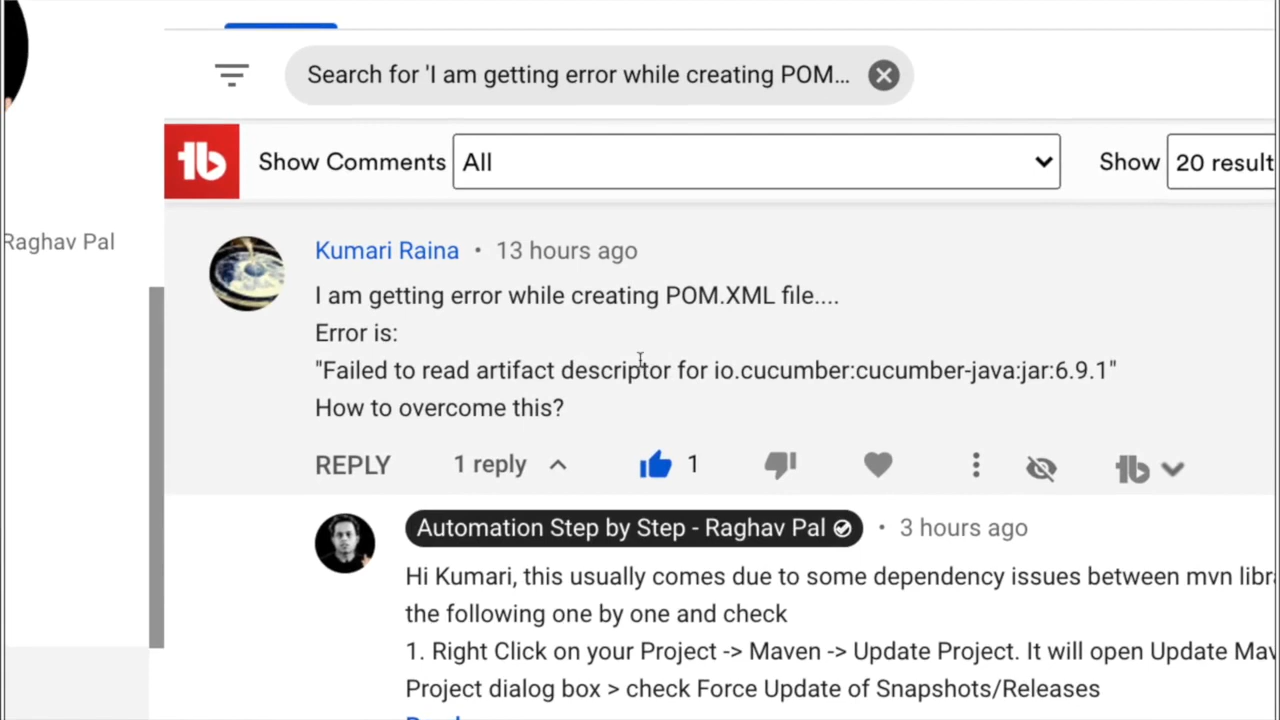 Search for 'I am getting error while creating POM...
Show Comments All Show 20 result
Raghav Pal
Kumari Raina • 13 hours ago
I am getting error while creating POM.XML file....
Error is:
"Failed to read artifact descriptor for io.cucumber:cucumber-java:jar:6.9.1"
How to overcome this?
REPLY 1 reply 1
Automation Step by Step - Raghav Pal • 3 hours ago
Hi Kumari, this usually comes due to some dependency issues between mvn libr
the following one by one and check
1. Right Click on your Project -> Maven -> Update Project. It will open Update Mav
Project dialog box > check Force Update of Snapshots/Releases